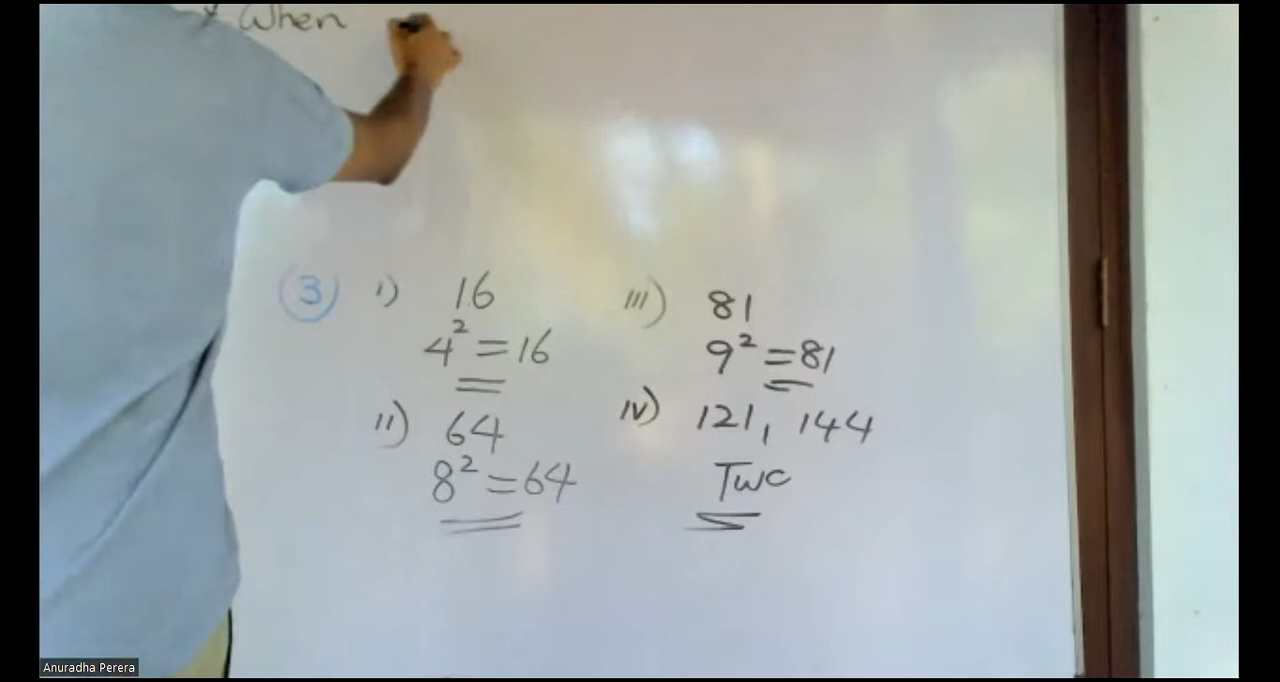 * When
3 i) 16
4² = 16
ii) 64
8² = 64
iii) 81
9² = 81
iv) 121, 144
Two
Anuradha Perera